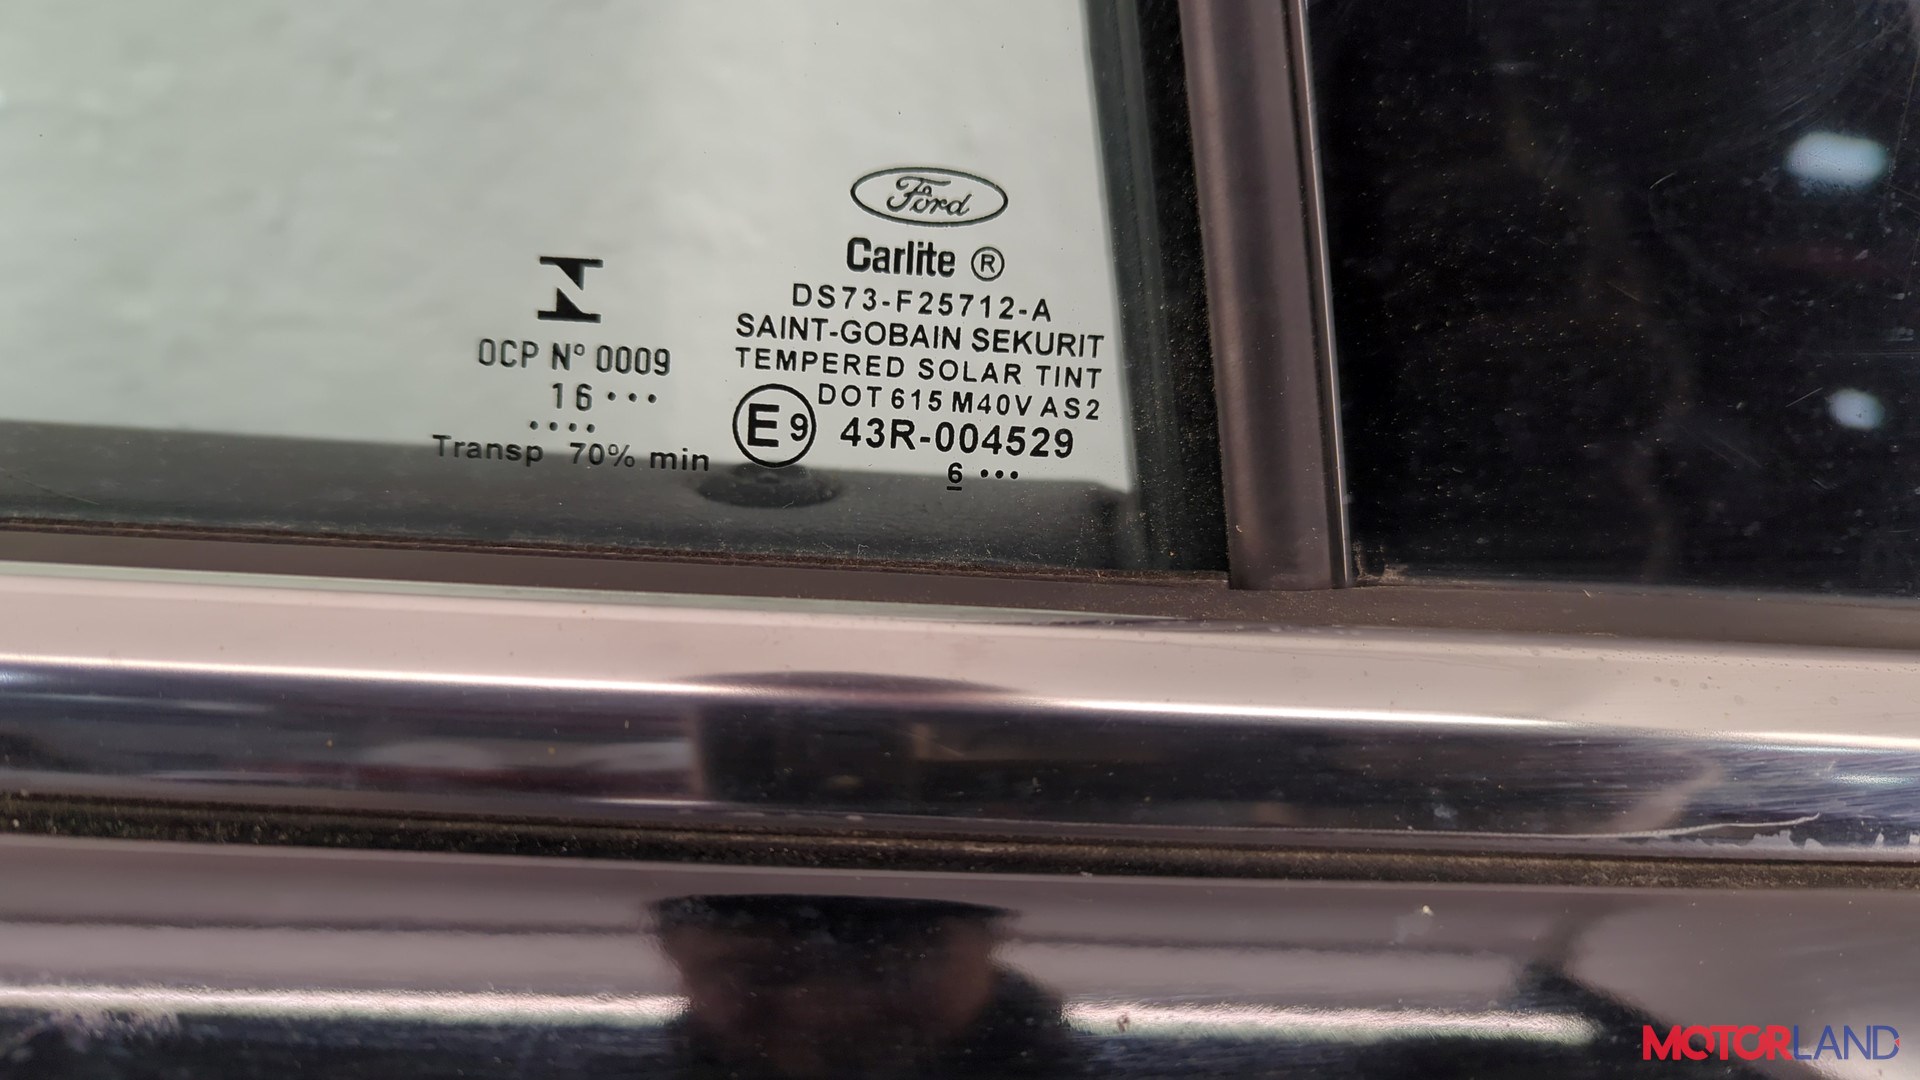 Ford
Carlite ®
DS73-F25712-A
SAINT-GOBAIN SEKURIT
TEMPERED SOLAR TINT
DOT 615 M40V AS2
E9 43R-004529
6 •••
N
OCP Nº 0009
16 •••
••••
Transp 70% min
MOTORLAND